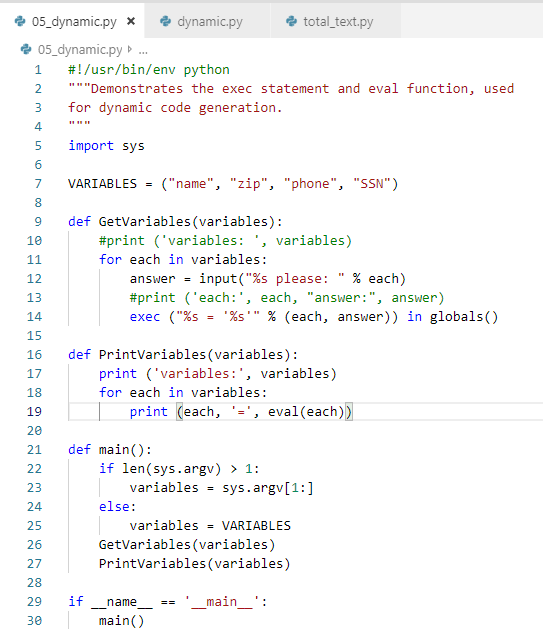 05_dynamic.py × dynamic.py total_text.py
05_dynamic.py ▷ ...
1 #!/usr/bin/env python
2 """Demonstrates the exec statement and eval function, used
3 for dynamic code generation.
4 """
5 import sys
6
7 VARIABLES = ("name", "zip", "phone", "SSN")
8
9 def GetVariables(variables):
10     #print ('variables: ', variables)
11     for each in variables:
12         answer = input("%s please: " % each)
13         #print ('each:', each, "answer:", answer)
14         exec ("%s = '%s'" % (each, answer)) in globals()
15
16 def PrintVariables(variables):
17     print ('variables:', variables)
18     for each in variables:
19         print (each, '=', eval(each))
20
21 def main():
22     if len(sys.argv) > 1:
23         variables = sys.argv[1:]
24     else:
25         variables = VARIABLES
26     GetVariables(variables)
27     PrintVariables(variables)
28
29 if __name__ == '__main__':
30     main()